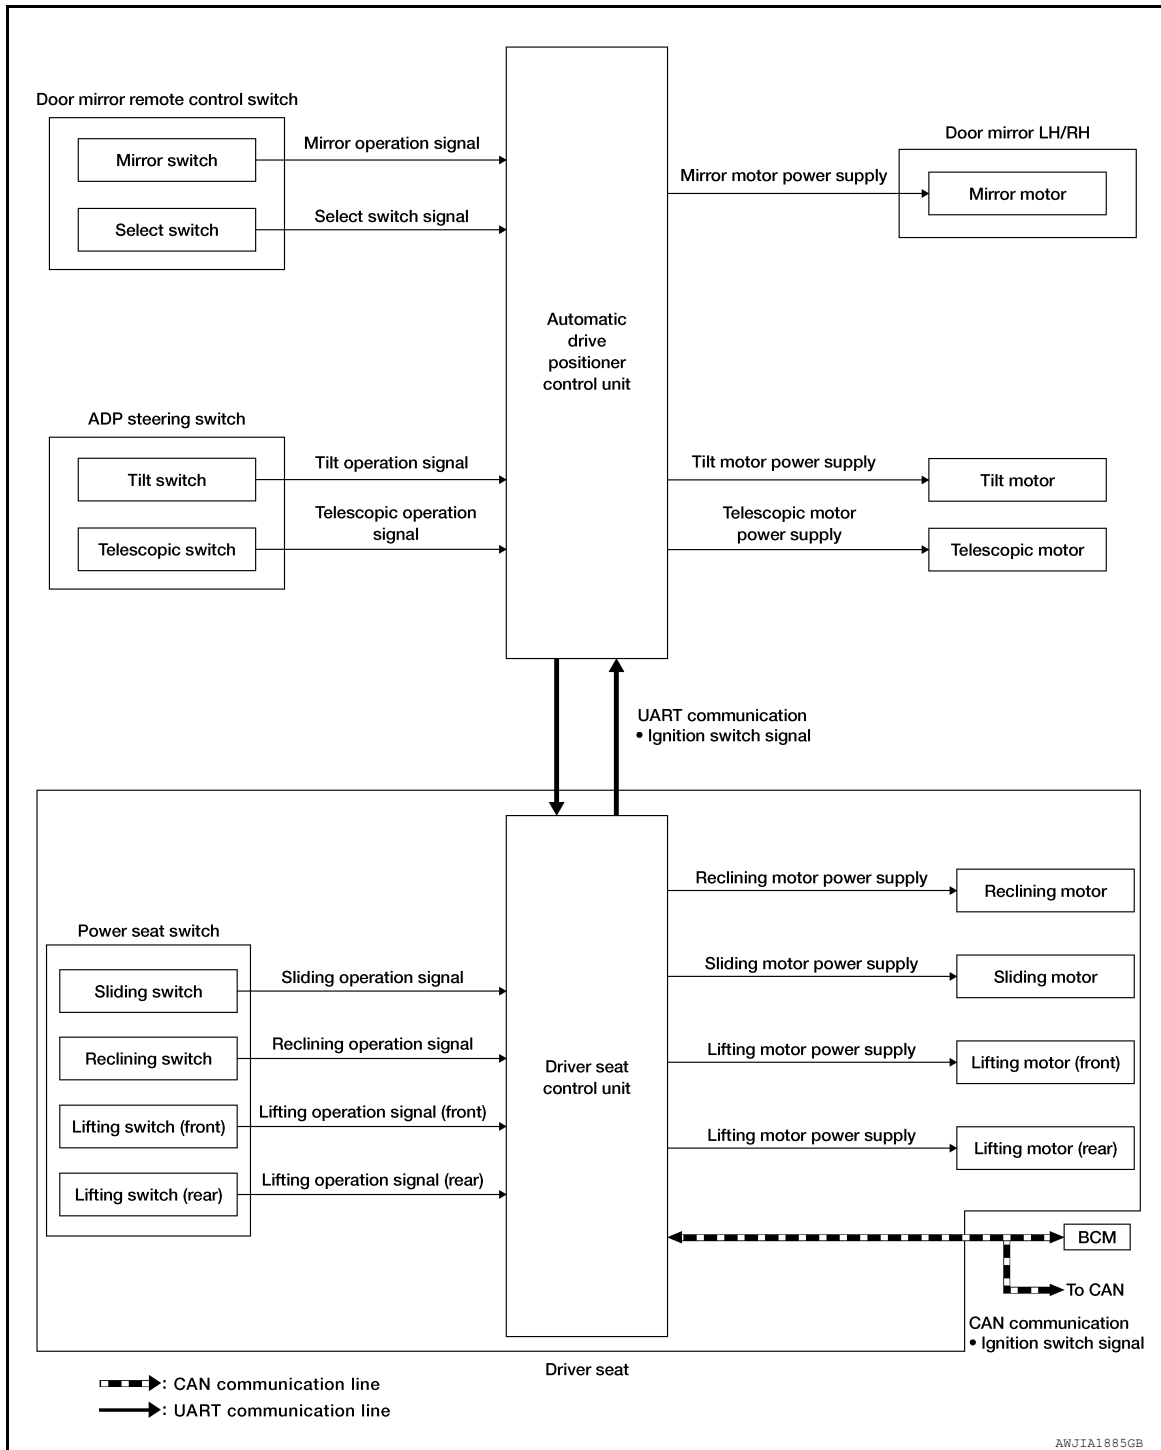 Door mirror remote control switch
Mirror switch
Mirror operation signal
Select switch
Select switch signal
Automatic
drive
positioner
control unit
Mirror motor power supply
Door mirror LH/RH
Mirror motor
ADP steering switch
Tilt switch
Tilt operation signal
Telescopic switch
Telescopic operation
signal
Tilt motor power supply
Tilt motor
Telescopic motor
power supply
Telescopic motor
UART communication
• Ignition switch signal
Power seat switch
Sliding switch
Sliding operation signal
Reclining switch
Reclining operation signal
Lifting switch (front)
Lifting operation signal (front)
Lifting switch (rear)
Lifting operation signal (rear)
Driver seat
control unit
Reclining motor power supply
Reclining motor
Sliding motor power supply
Sliding motor
Lifting motor power supply
Lifting motor (front)
Lifting motor power supply
Lifting motor (rear)
BCM
To CAN
CAN communication
• Ignition switch signal
Driver seat
: CAN communication line
: UART communication line
AWJIA1885GB